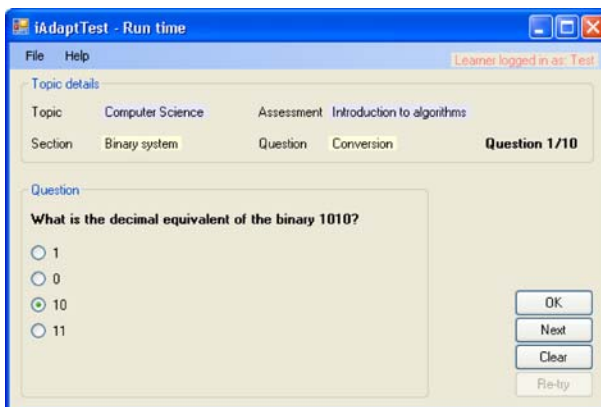 iAdaptTest - Run time
File Help
Learner logged in as: Test
Topic details
Topic Computer Science Assessment Introduction to algorithms
Section Binary system Question Conversion Question 1/10
Question
What is the decimal equivalent of the binary 1010?
1
0
10
11
OK
Next
Clear
Re-try